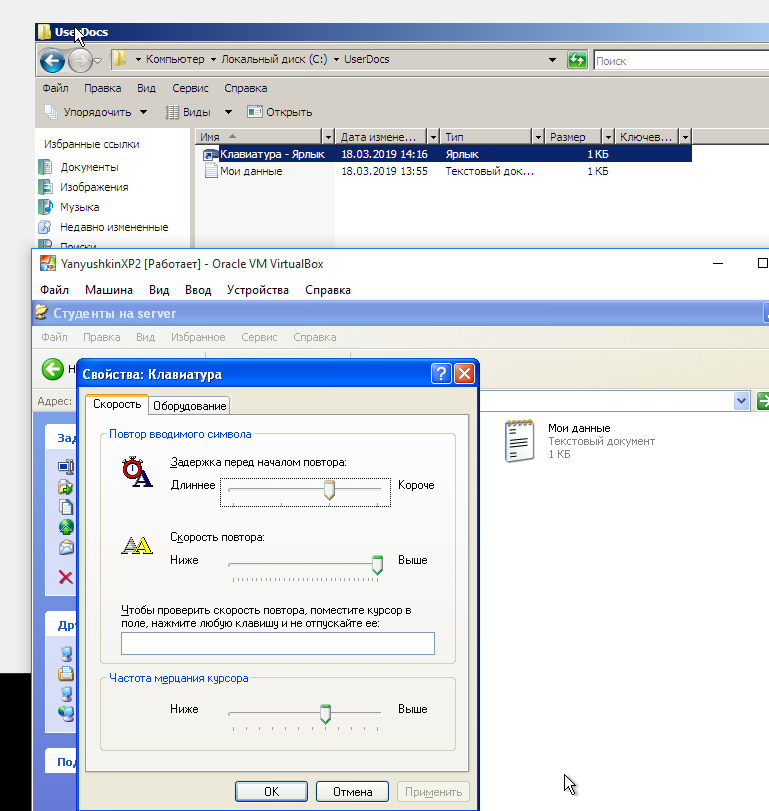 UserDocs
Компьютер Локальный диск (C:) UserDocs Поиск
Файл Правка Вид Сервис Справка
Упорядочить Виды Открыть
Избранные ссылки
Документы
Изображения
Музыка
Недавно измененные
Поиски
Имя Дата измене... Тип Размер Ключев...
Клавиатура - Ярлык 18.03.2019 14:16 Ярлык 1 КБ
Мои данные 18.03.2019 13:55 Текстовый док... 1 КБ
YanyushkinXP2 [Работает] - Oracle VM VirtualBox
Файл Машина Вид Ввод Устройства Справка
Студенты на server
Файл Правка Вид Избранное Сервис Справка
Адрес:
Свойства: Клавиатура
Скорость Оборудование
Повтор вводимого символа
Задержка перед началом повтора:
Длиннее Короче
Скорость повтора:
Ниже Выше
Чтобы проверить скорость повтора, поместите курсор в
поле, нажмите любую клавишу и не отпускайте ее:
Частота мерцания курсора
Ниже Выше
OK Отмена Применить
Мои данные
Текстовый документ
1 КБ